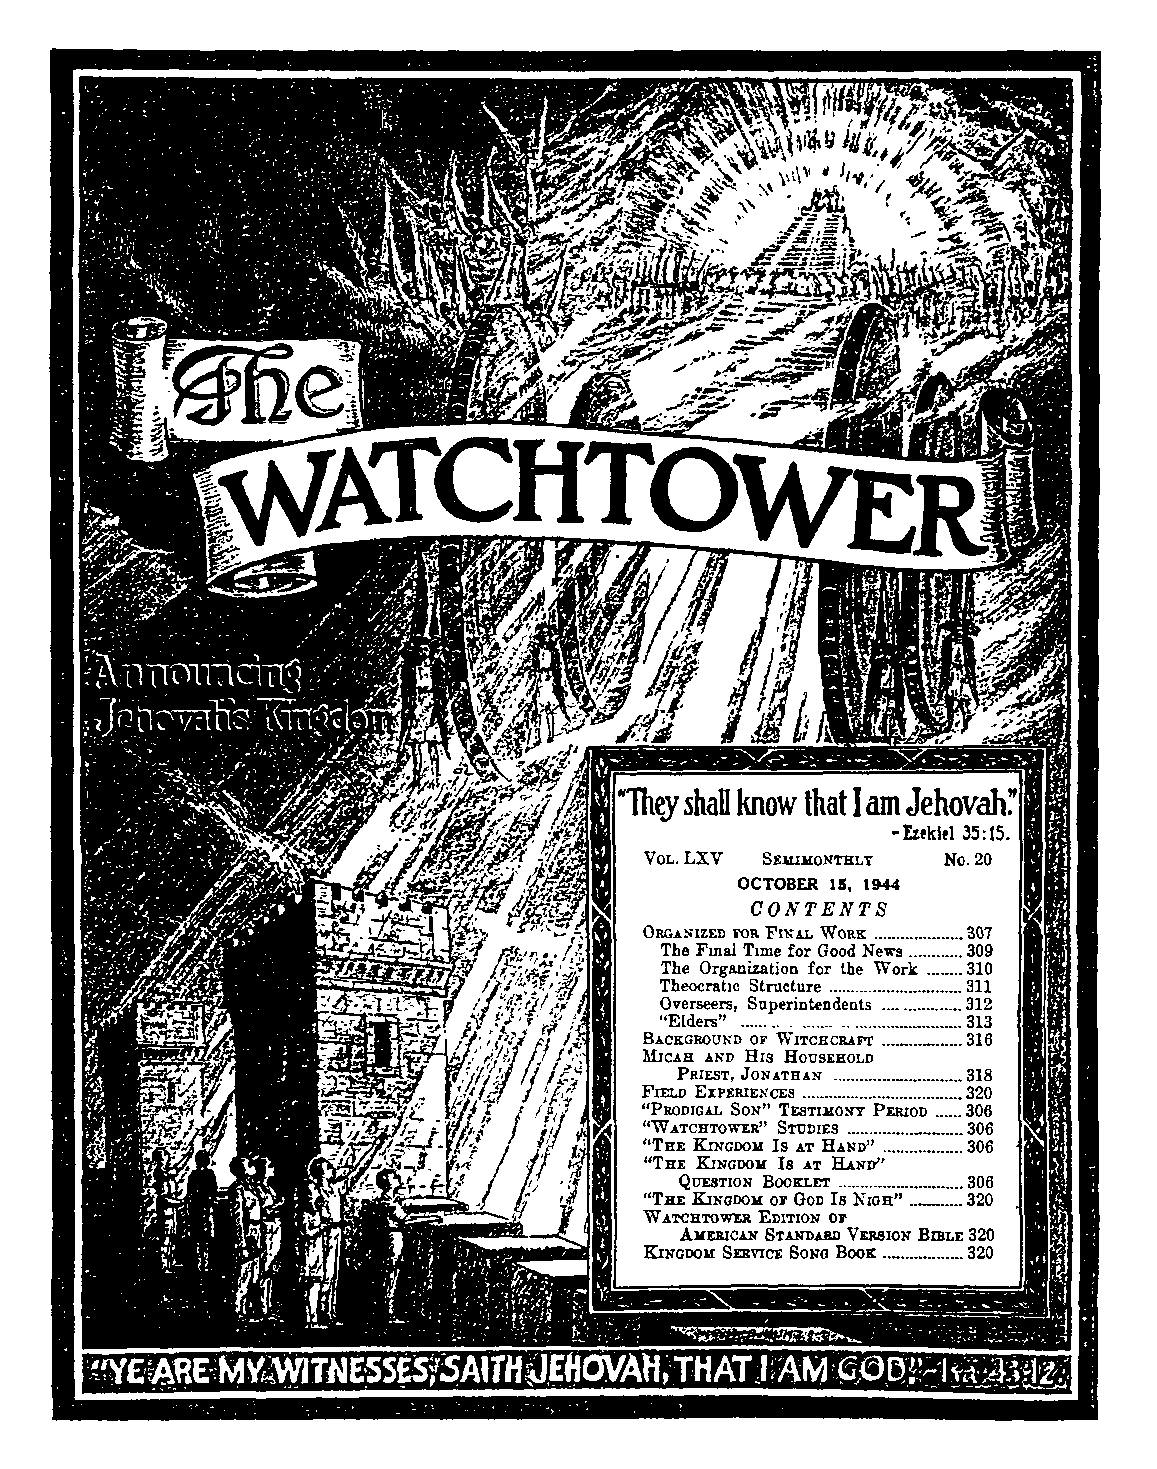 The
WATCHTOWER
Announcing
Jehovah's Kingdom
"They shall know that I am Jehovah."
-Ezekiel 35:15.
VOL. LXV SEMIMONTHLY No. 20
OCTOBER 15, 1944
CONTENTS
ORGANIZED FOR FINAL WORK .................... 307
The Final Time for Good News ........... 309
The Organization for the Work ....... 310
Theocratic Structure ............................ 311
Overseers, Superintendents .................. 312
"Elders" ............................................. 313
BACKGROUND OF WITCHCRAFT ................. 316
MICAH AND HIS HOUSEHOLD
PRIEST, JONATHAN ........................... 318
FIELD EXPERIENCES ................................. 320
"PRODIGAL SON" TESTIMONY PERIOD ...... 306
"WATCHTOWER" STUDIES ........................ 306
"THE KINGDOM IS AT HAND" ................. 306
"THE KINGDOM IS AT HAND"
QUESTION BOOKLET .......................... 306
"THE KINGDOM OF GOD IS NIGH" ........... 320
WATCHTOWER EDITION OF
AMERICAN STANDARD VERSION BIBLE 320
KINGDOM SERVICE SONG BOOK ................. 320
"YE ARE MY WITNESSES, SAITH JEHOVAH, THAT I AM GOD."-Isa. 43:12.